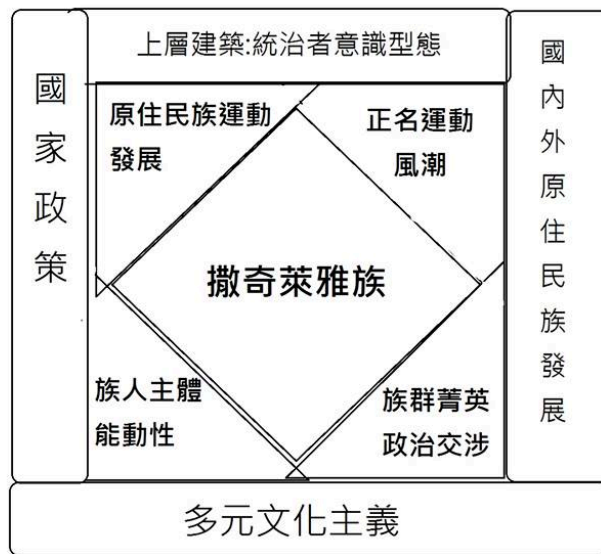 上層建築:統治者意識型態
國家政策
國內外原住民族發展
原住民族運動
發展
正名運動
風潮
撒奇萊雅族
族人主體
能動性
族群菁英
政治交涉
多元文化主義